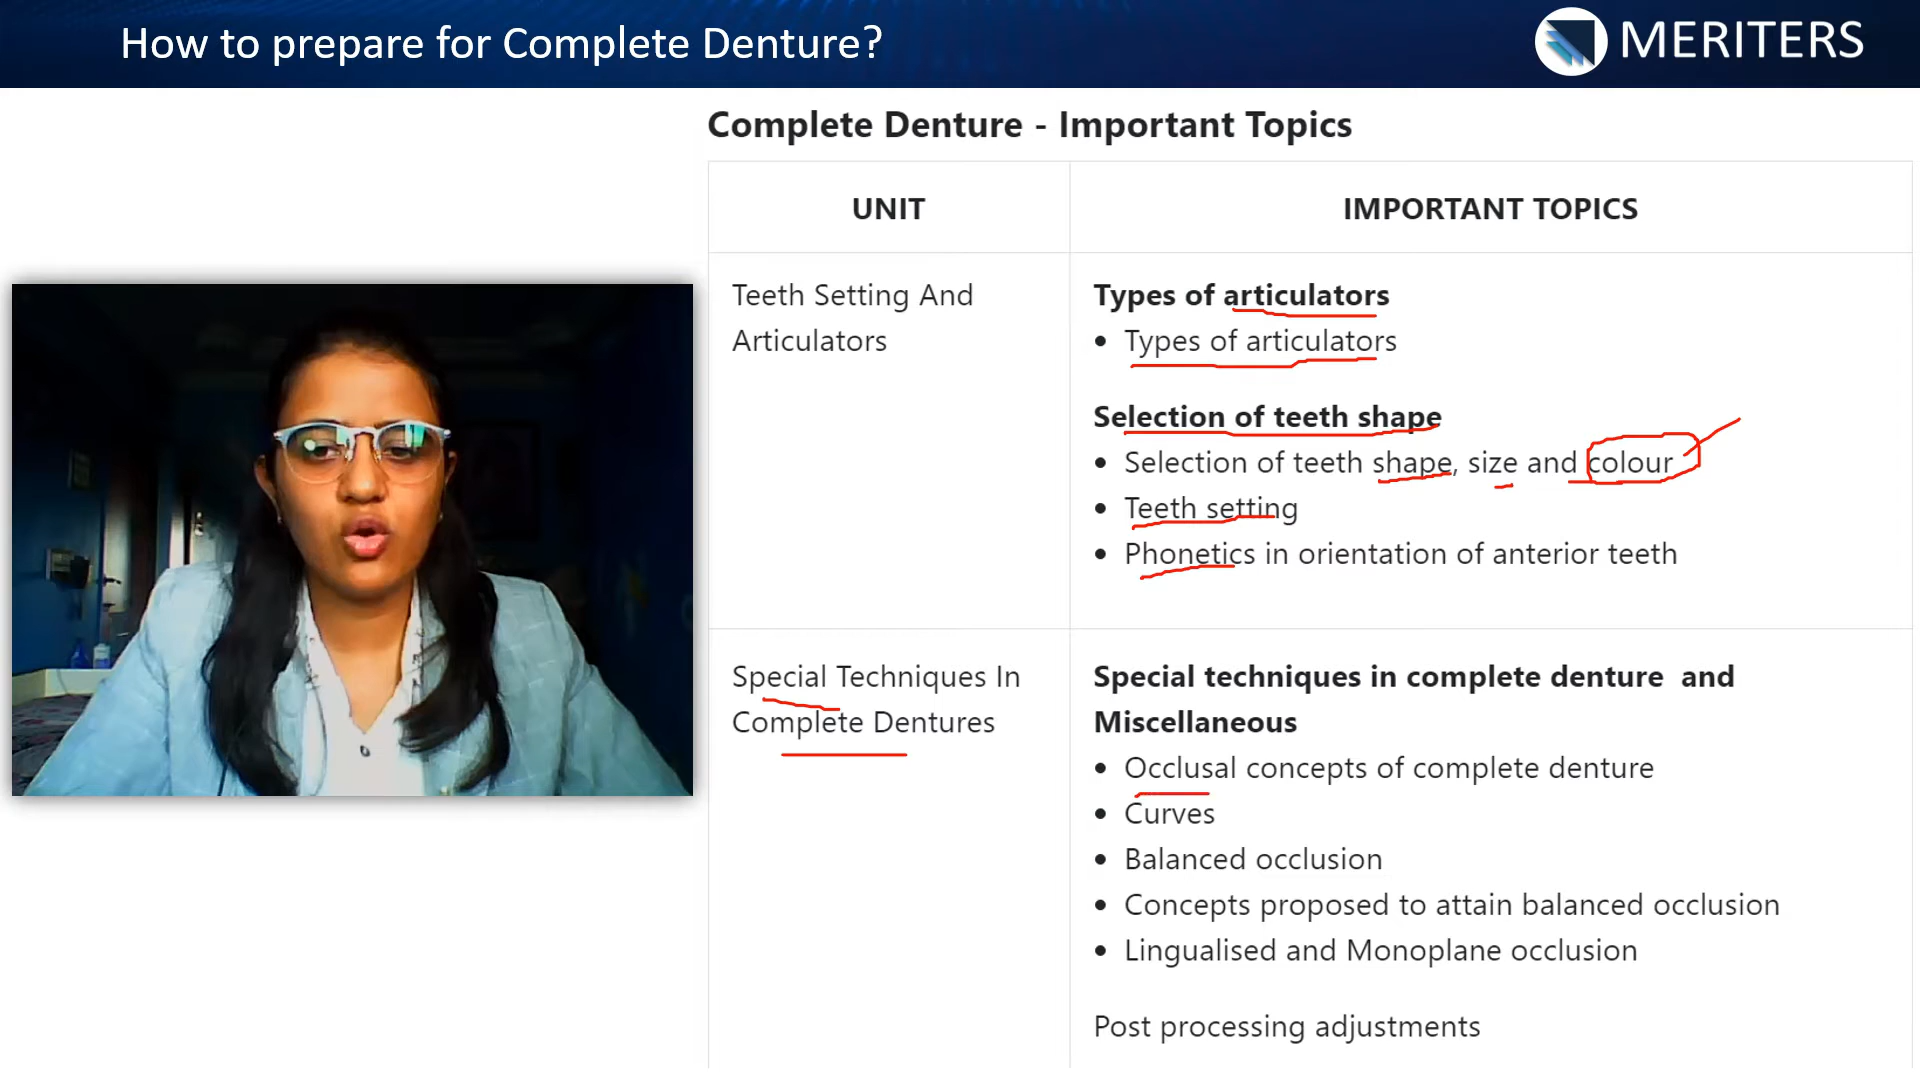 How to prepare for Complete Denture?
MERITERS
Complete Denture - Important Topics
UNIT
IMPORTANT TOPICS
Teeth Setting And
Articulators
Types of articulators
• Types of articulators
Selection of teeth shape
• Selection of teeth shape, size and colour
• Teeth setting
• Phonetics in orientation of anterior teeth
Special Techniques In
Complete Dentures
Special techniques in complete denture and
Miscellaneous
• Occlusal concepts of complete denture
• Curves
• Balanced occlusion
• Concepts proposed to attain balanced occlusion
• Lingualised and Monoplane occlusion
Post processing adjustments